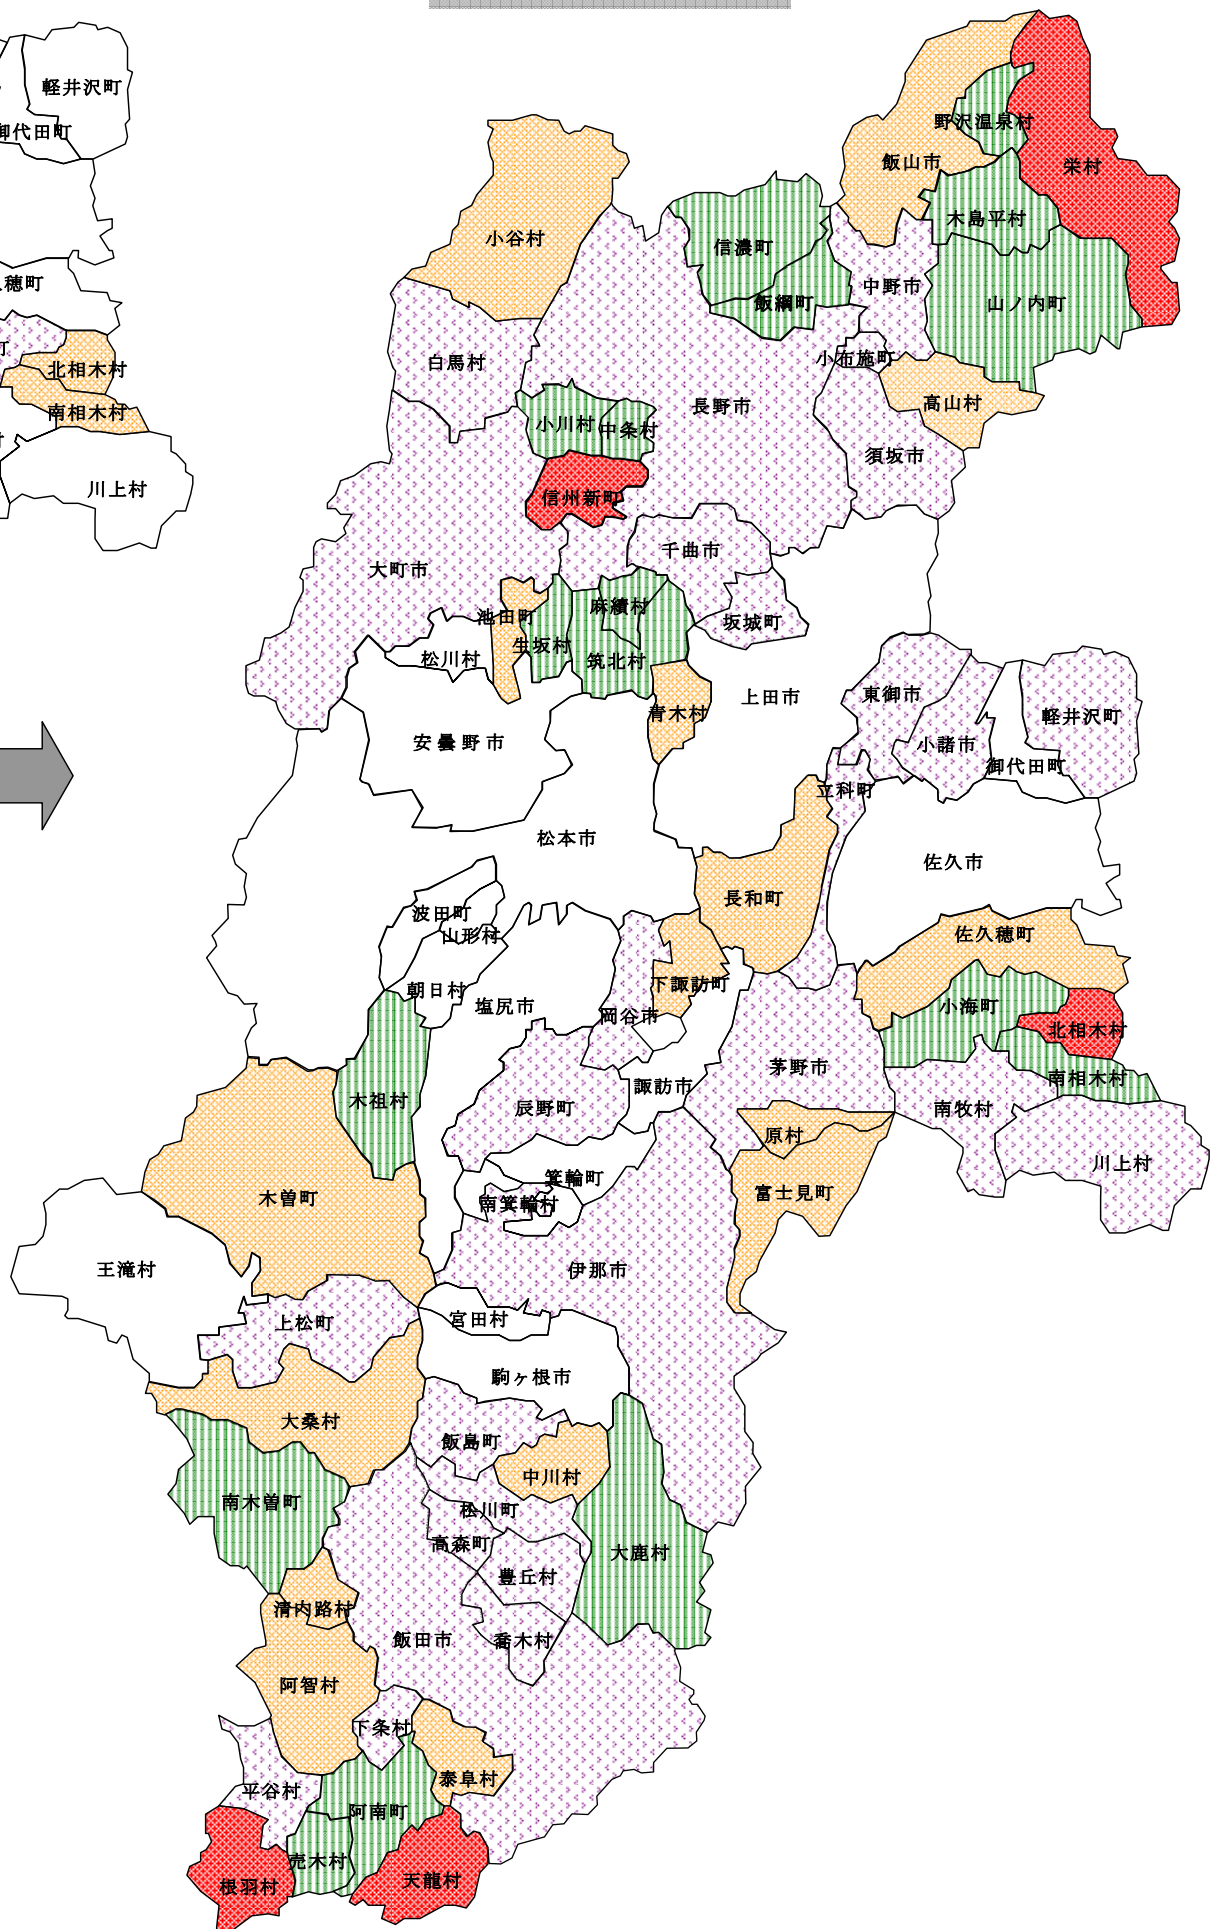 軽井沢町
御代田町
穂町
町
北相木村
南相木村
村
川上村
野沢温泉村
飯山市
栄村
木島平村
小谷村
信濃町
中野市
飯綱町
山ノ内町
小布施町
白馬村
高山村
長野市
小川村
中条村
須坂市
信州新町
千曲市
大町市
麻績村
池田町
坂城町
生坂村
松川村
筑北村
上田市
東御市
青木村
軽井沢町
安曇野市
小諸市
御代田町
立科町
松本市
佐久市
長和町
波田町
山形村
佐久穂町
下諏訪町
朝日村
塩尻市
小海町
岡谷市
北相木村
茅野市
諏訪市
南相木村
木祖村
辰野町
南牧村
原村
川上村
箕輪町
富士見町
木曽町
南箕輪村
王滝村
伊那市
宮田村
上松町
駒ヶ根市
大桑村
飯島町
中川村
南木曽町
松川町
高森町
大鹿村
豊丘村
清内路村
飯田市
喬木村
阿智村
下条村
泰阜村
平谷村
阿南町
売木村
天龍村
根羽村